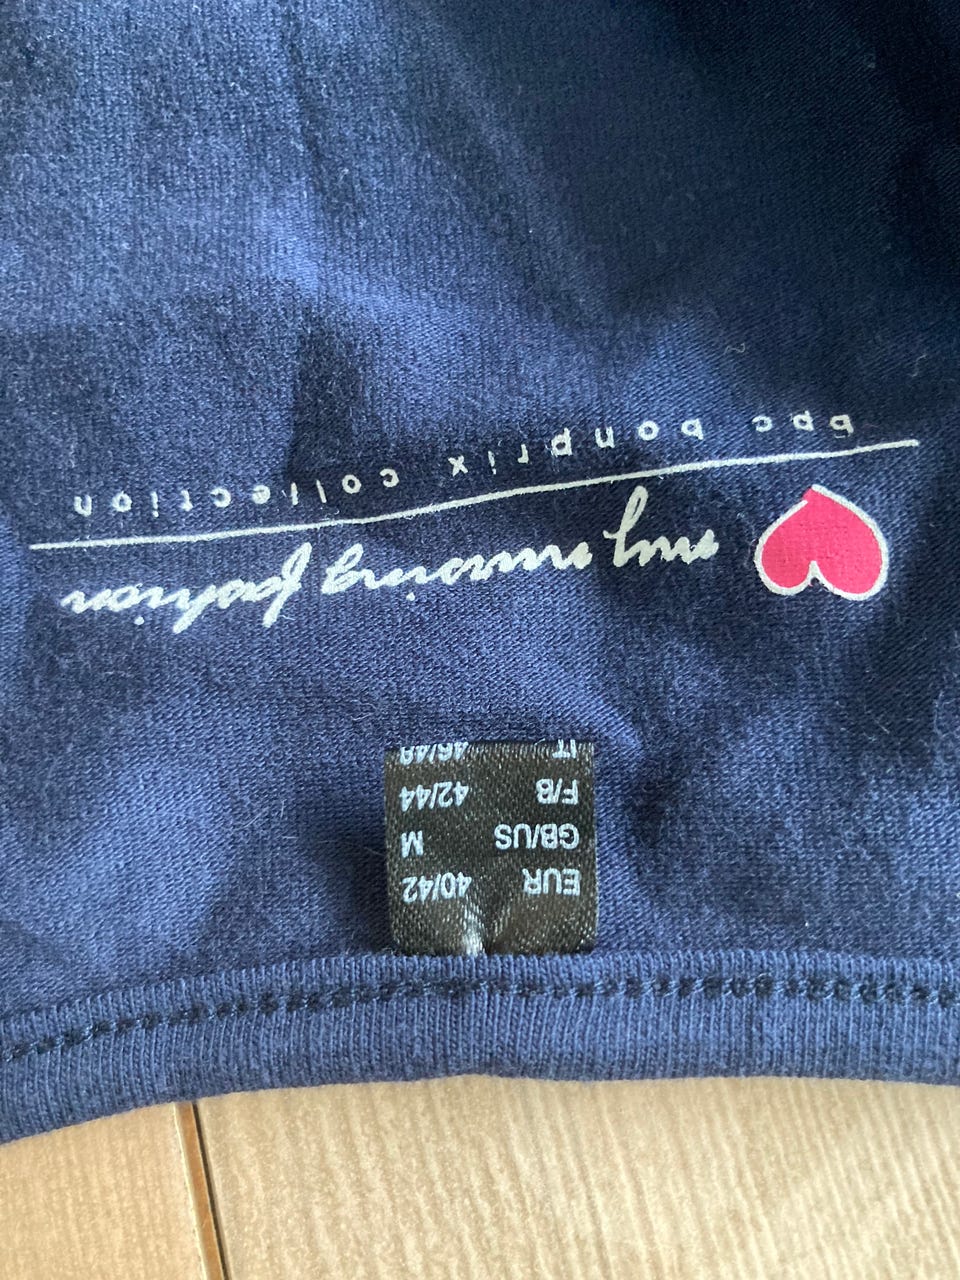 my nursing fashion
bpc bonprix collection
EUR 40/42
GB/US M
F/B 42/44
IT 46/48